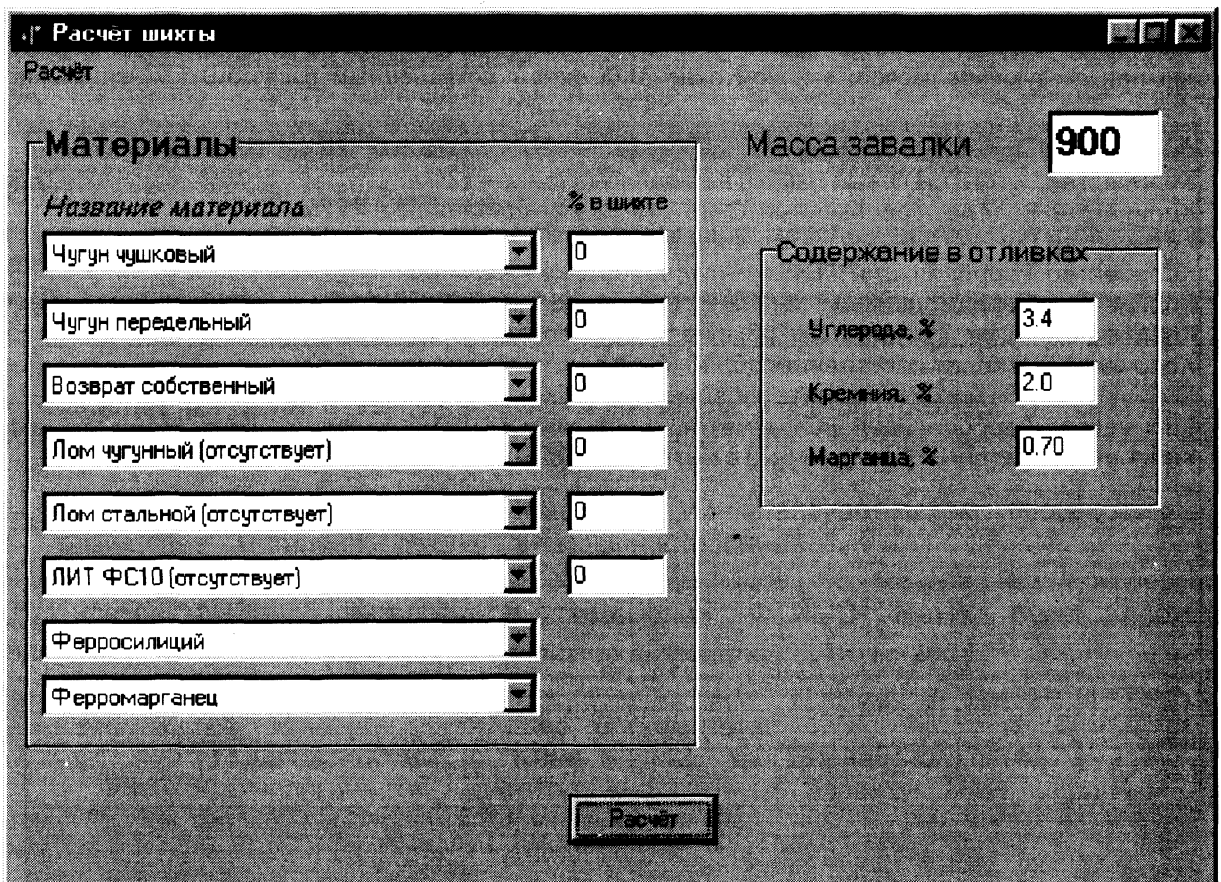 Расчёт шихты
Расчёт
Материалы
Название материала
% в шихте
Чугун чушковый
0
Чугун передельный
0
Возврат собственный
0
Лом чугунный (отсутствует)
0
Лом стальной (отсутствует)
0
ЛИТ ФС10 (отсутствует)
0
Ферросилиций
Ферромарганец
Масса завалки
900
Содержание в отливках
Углерода, %
3.4
Кремния, %
2.0
Марганца, %
0.70
Расчёт